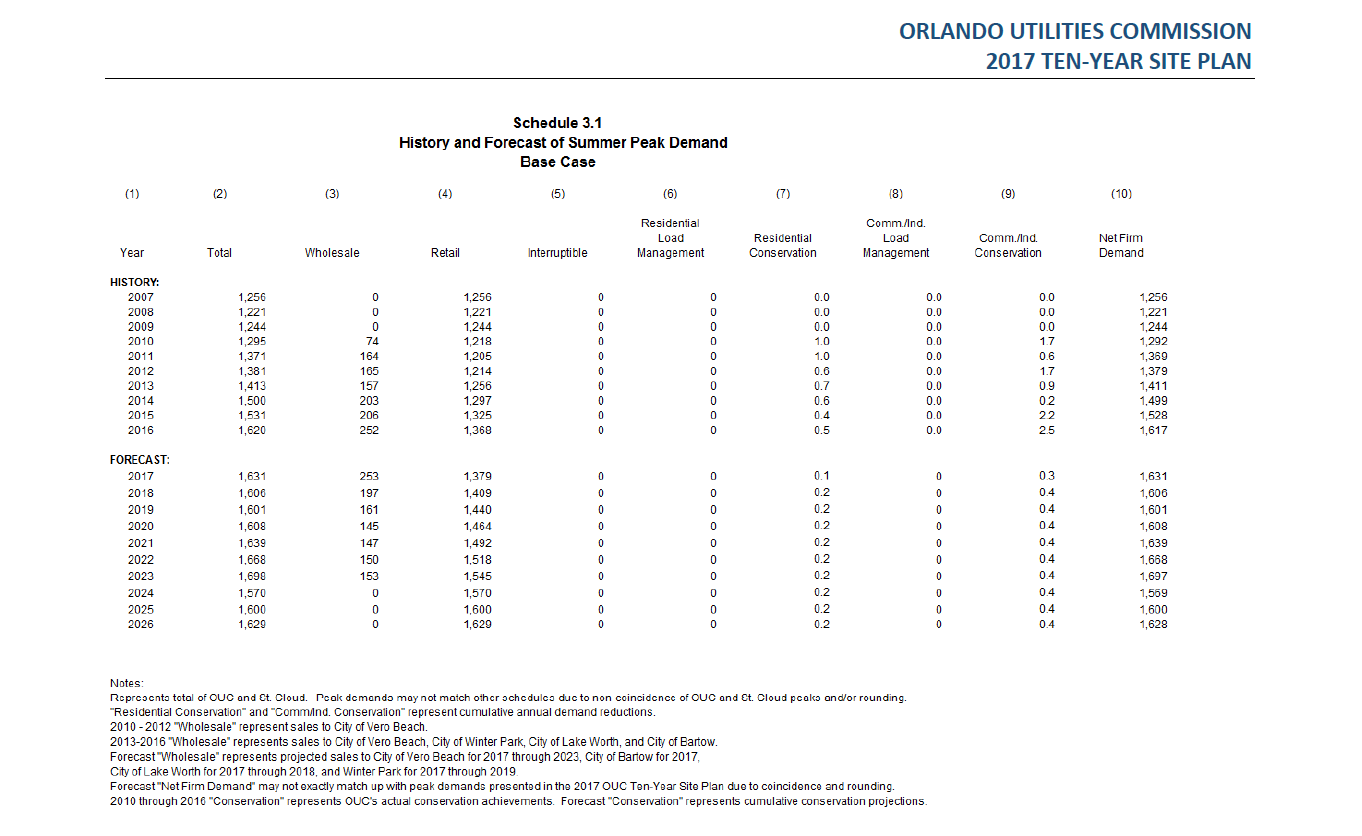 ORLANDO UTILITIES COMMISSION
2017 TEN-YEAR SITE PLAN
Schedule 3.1
History and Forecast of Summer Peak Demand
Base Case
(1) (2) (3) (4) (5) (6) (7) (8) (9) (10)
Residential Comm./Ind.
Load Residential Load Comm./Ind. Net Firm
Year Total Wholesale Retail Interruptible Management Conservation Management Conservation Demand
HISTORY:
2007 1,256 0 1,256 0 0 0.0 0.0 0.0 1,256
2008 1,221 0 1,221 0 0 0.0 0.0 0.0 1,221
2009 1,244 0 1,244 0 0 0.0 0.0 0.0 1,244
2010 1,295 74 1,218 0 0 1.0 0.0 1.7 1,292
2011 1,371 164 1,205 0 0 1.0 0.0 0.6 1,369
2012 1,381 165 1,214 0 0 0.6 0.0 1.7 1,379
2013 1,413 157 1,256 0 0 0.7 0.0 0.9 1,411
2014 1,500 203 1,297 0 0 0.6 0.0 0.2 1,499
2015 1,531 206 1,325 0 0 0.4 0.0 2.2 1,528
2016 1,620 252 1,368 0 0 0.5 0.0 2.5 1,617
FORECAST:
2017 1,631 253 1,379 0 0 0.1 0 0.3 1,631
2018 1,606 197 1,409 0 0 0.2 0 0.4 1,606
2019 1,601 161 1,440 0 0 0.2 0 0.4 1,601
2020 1,608 145 1,464 0 0 0.2 0 0.4 1,608
2021 1,639 147 1,492 0 0 0.2 0 0.4 1,639
2022 1,668 150 1,518 0 0 0.2 0 0.4 1,668
2023 1,698 153 1,545 0 0 0.2 0 0.4 1,697
2024 1,570 0 1,570 0 0 0.2 0 0.4 1,569
2025 1,600 0 1,600 0 0 0.2 0 0.4 1,600
2026 1,629 0 1,629 0 0 0.2 0 0.4 1,628
Notes:
Represents total of OUC and St. Cloud. Peak demands may not match other schedules due to non coincidence of OUC and St. Cloud peaks and/or rounding.
"Residential Conservation" and "Comm/Ind. Conservation" represent cumulative annual demand reductions.
2010 - 2012 "Wholesale" represent sales to City of Vero Beach.
2013-2016 "Wholesale" represents sales to City of Vero Beach, City of Winter Park, City of Lake Worth, and City of Bartow.
Forecast "Wholesale" represents projected sales to City of Vero Beach for 2017 through 2023, City of Bartow for 2017,
City of Lake Worth for 2017 through 2018, and Winter Park for 2017 through 2019.
Forecast "Net Firm Demand" may not exactly match up with peak demands presented in the 2017 OUC Ten-Year Site Plan due to coincidence and rounding.
2010 through 2016 "Conservation" represents OUC's actual conservation achievements. Forecast "Conservation" represents cumulative conservation projections.